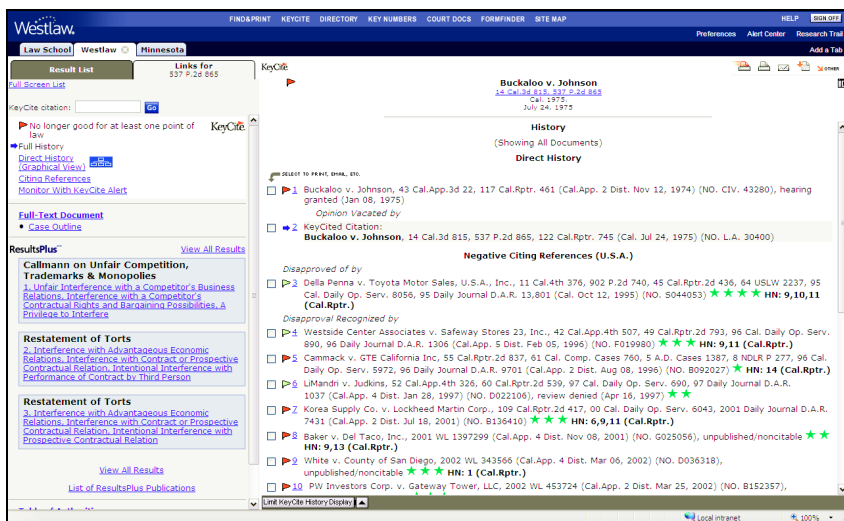 Westlaw.
FIND&PRINT KEYCITE DIRECTORY KEY NUMBERS COURT DOCS FORMFINDER SITE MAP
HELP SIGN OFF
Preferences Alert Center Research Trail
Law School Westlaw Minnesota
Add a Tab
Result List
Links for
537 P.2d 865
Full Screen List
KeyCite citation: Go
No longer good for at least one point of
law
KeyCite
Full History
Direct History
(Graphical View)
Citing References
Monitor With KeyCite Alert
Full-Text Document
• Case Outline
ResultsPlus™ View All Results
Callmann on Unfair Competition,
Trademarks & Monopolies
1. Unfair Interference with a Competitor's Business
Relations, Interference with a Competitor's
Contractual Rights and Bargaining Possibilities, A
Privilege to Interfere
Restatement of Torts
2. Interference with Advantageous Economic
Relations, Interference with Contract or Prospective
Contractual Relation, Intentional Interference with
Performance of Contract by Third Person
Restatement of Torts
3. Interference with Advantageous Economic
Relations, Interference with Contract or Prospective
Contractual Relation, Intentional Interference with
Prospective Contractual Relation
View All Results
List of ResultsPlus Publications
KeyCite
OTHER
Buckaloo v. Johnson
14 Cal.3d 815, 537 P.2d 865
Cal. 1975.
July 24, 1975
History
(Showing All Documents)
Direct History
SELECT TO PRINT, EMAIL, ETC.
1 Buckaloo v. Johnson, 43 Cal.App.3d 22, 117 Cal.Rptr. 461 (Cal.App. 2 Dist. Nov 12, 1974) (NO. CIV. 43280), hearing
granted (Jan 08, 1975)
Opinion Vacated by
2 KeyCited Citation:
Buckaloo v. Johnson, 14 Cal.3d 815, 537 P.2d 865, 122 Cal.Rptr. 745 (Cal. Jul 24, 1975) (NO. L.A. 30400)
Negative Citing References (U.S.A.)
Disapproved of by
3 Della Penna v. Toyota Motor Sales, U.S.A., Inc., 11 Cal.4th 376, 902 P.2d 740, 45 Cal.Rptr.2d 436, 64 USLW 2237, 95
Cal. Daily Op. Serv. 8056, 95 Daily Journal D.A.R. 13,801 (Cal. Oct 12, 1995) (NO. S044053) ★ ★ ★ ★ HN: 9,10,11
(Cal.Rptr.)
Disapproval Recognized by
4 Westside Center Associates v. Safeway Stores 23, Inc., 42 Cal.App.4th 507, 49 Cal.Rptr.2d 793, 96 Cal. Daily Op. Serv.
890, 96 Daily Journal D.A.R. 1306 (Cal.App. 5 Dist. Feb 05, 1996) (NO. F019980) ★ ★ ★ HN: 9,11 (Cal.Rptr.)
5 Cammack v. GTE California Inc, 55 Cal.Rptr.2d 837, 61 Cal. Comp. Cases 760, 5 A.D. Cases 1387, 8 NDLR P 277, 96 Cal.
Daily Op. Serv. 5972, 96 Daily Journal D.A.R. 9701 (Cal.App. 2 Dist. Aug 08, 1996) (NO. B092027) ★ HN: 14 (Cal.Rptr.)
6 LiMandri v. Judkins, 52 Cal.App.4th 326, 60 Cal.Rptr.2d 539, 97 Cal. Daily Op. Serv. 690, 97 Daily Journal D.A.R.
1037 (Cal.App. 4 Dist. Jan 28, 1997) (NO. D022106), review denied (Apr 16, 1997) ★ ★
7 Korea Supply Co. v. Lockheed Martin Corp., 109 Cal.Rptr.2d 417, 00 Cal. Daily Op. Serv. 6043, 2001 Daily Journal D.A.R.
7431 (Cal.App. 2 Dist. Jul 18, 2001) (NO. B136410) ★ ★ ★ HN: 6,9,11 (Cal.Rptr.)
8 Baker v. Del Taco, Inc., 2001 WL 1397299 (Cal.App. 4 Dist. Nov 08, 2001) (NO. G025056), unpublished/noncitable ★ ★
HN: 9,13 (Cal.Rptr.)
9 White v. County of San Diego, 2002 WL 343566 (Cal.App. 4 Dist. Mar 06, 2002) (NO. D036318),
unpublished/noncitable ★ ★ ★ HN: 1 (Cal.Rptr.)
10 PW Investors Corp. v. Gateway Tower, LLC, 2002 WL 453724 (Cal.App. 2 Dist. Mar 25, 2002) (NO. B152357),
Limit KeyCite History Display
Local intranet 100%